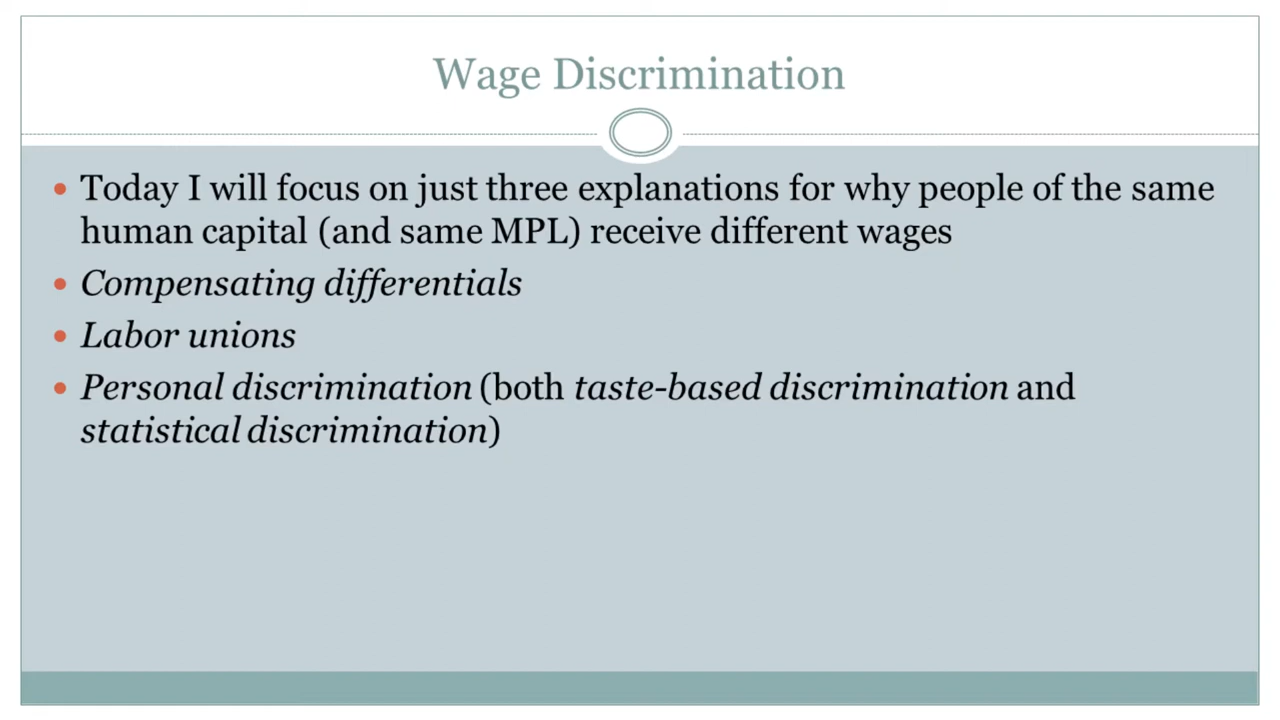 Wage Discrimination
Today I will focus on just three explanations for why people of the same
human capital (and same MPL) receive different wages
Compensating differentials
Labor unions
Personal discrimination (both taste-based discrimination and
statistical discrimination)